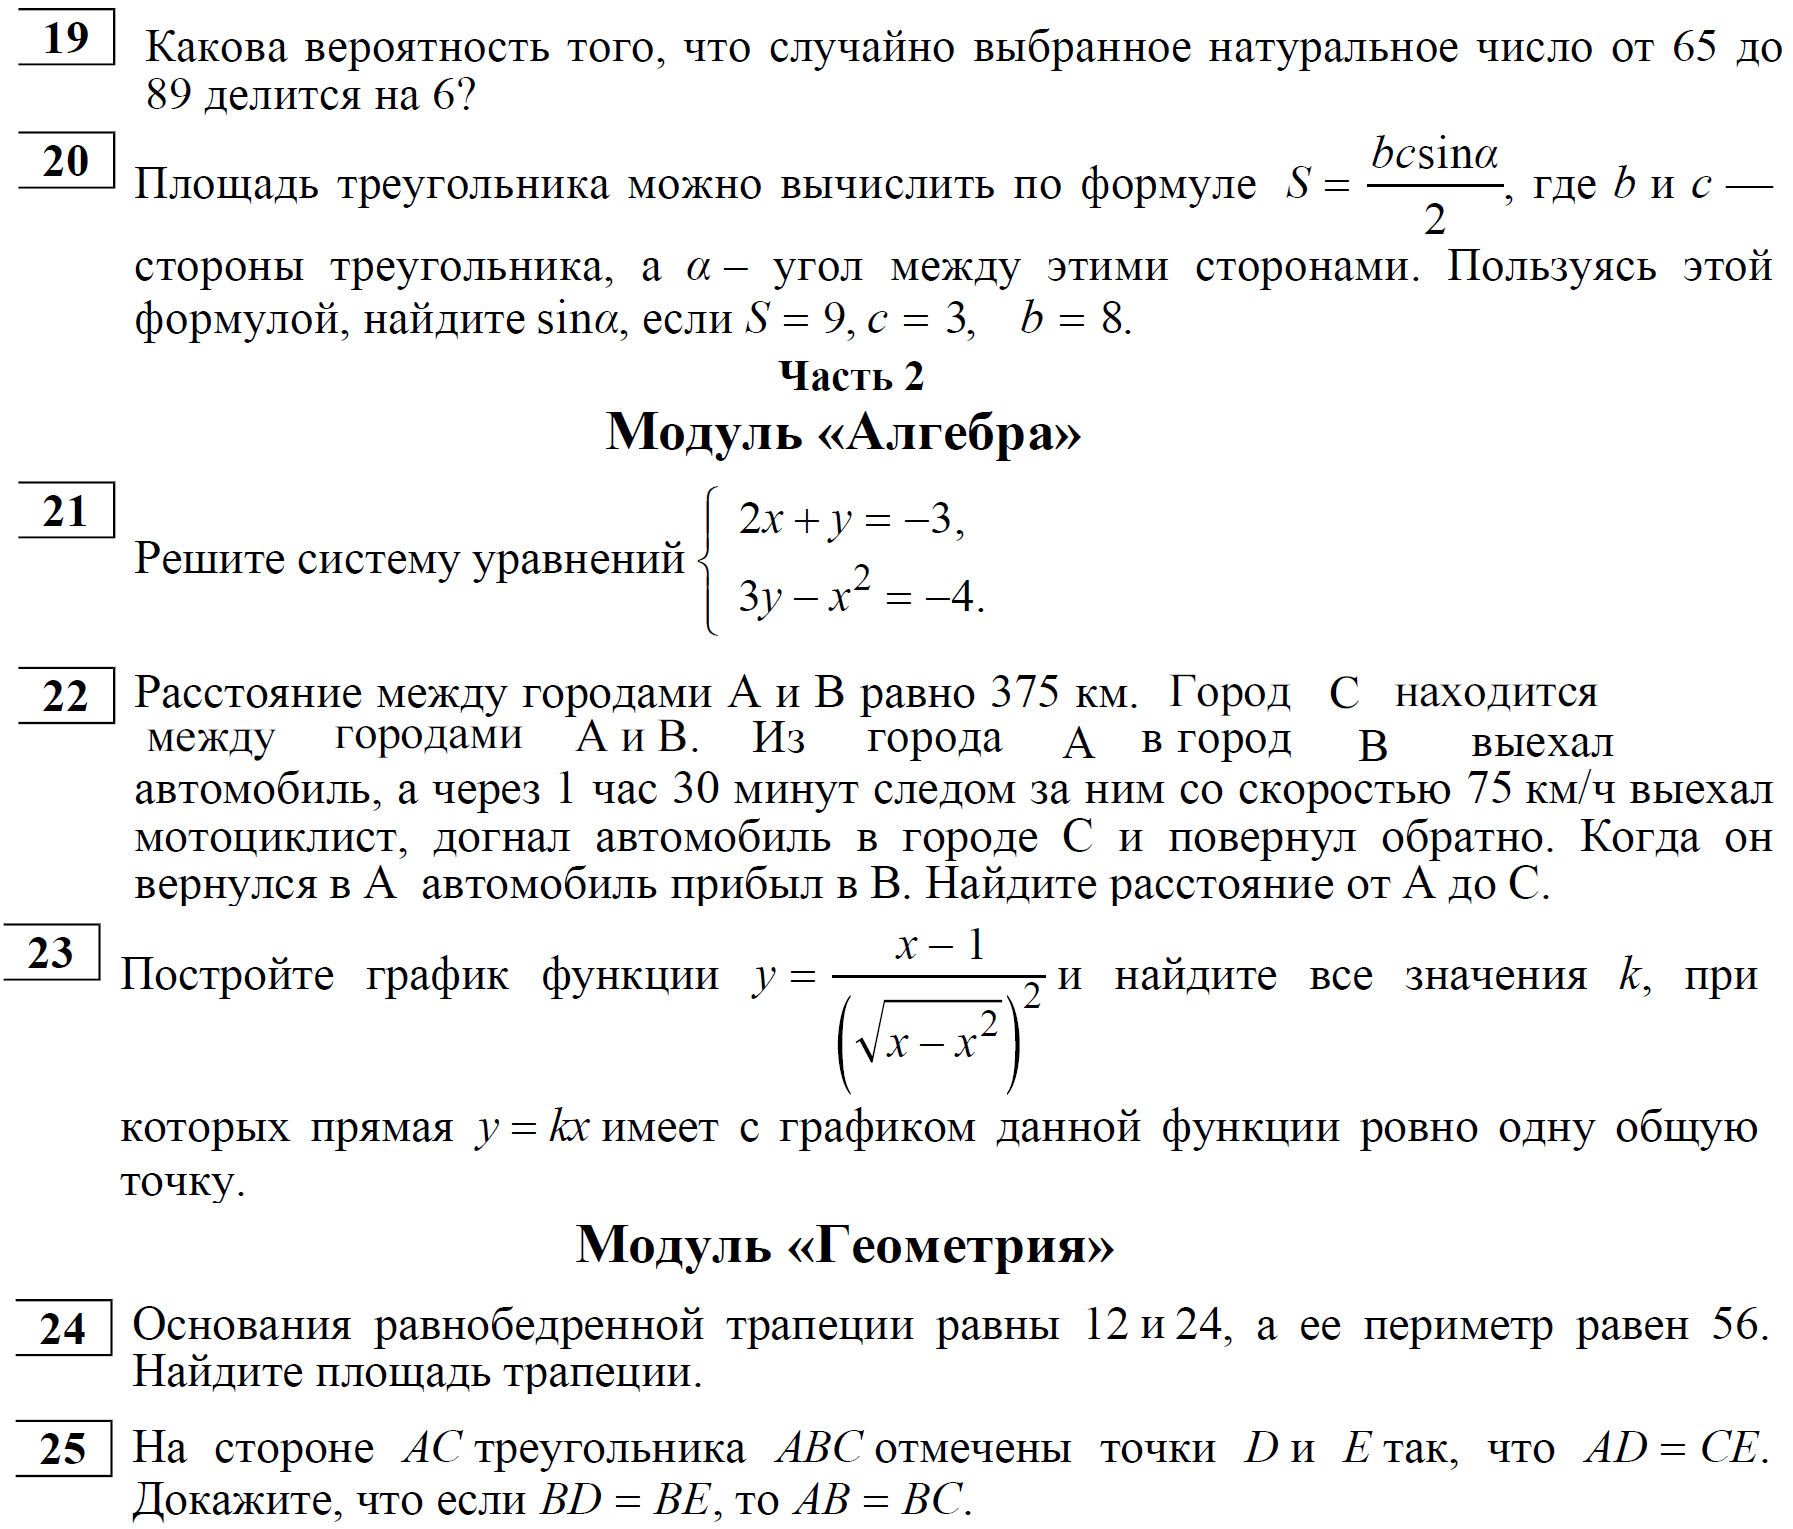 19 Какова вероятность того, что случайно выбранное натуральное число от 65 до
89 делится на 6?
20 Площадь треугольника можно вычислить по формуле S = bcsinα/2, где b и c —
стороны треугольника, а α – угол между этими сторонами. Пользуясь этой
формулой, найдите sinα, если S = 9, c = 3, b = 8.
Часть 2
Модуль «Алгебра»
21 Решите систему уравнений { 2x + y = −3,
3y − x² = −4.
22 Расстояние между городами А и В равно 375 км. Город С находится
между городами А и В. Из города А в город В выехал
автомобиль, а через 1 час 30 минут следом за ним со скоростью 75 км/ч выехал
мотоциклист, догнал автомобиль в городе С и повернул обратно. Когда он
вернулся в А автомобиль прибыл в В. Найдите расстояние от А до С.
23 Постройте график функции y = (x − 1)/(√(x − x²))² и найдите все значения k, при
которых прямая y = kx имеет с графиком данной функции ровно одну общую
точку.
Модуль «Геометрия»
24 Основания равнобедренной трапеции равны 12 и 24, а ее периметр равен 56.
Найдите площадь трапеции.
25 На стороне AC треугольника ABC отмечены точки D и E так, что AD = CE.
Докажите, что если BD = BE, то AB = BC.